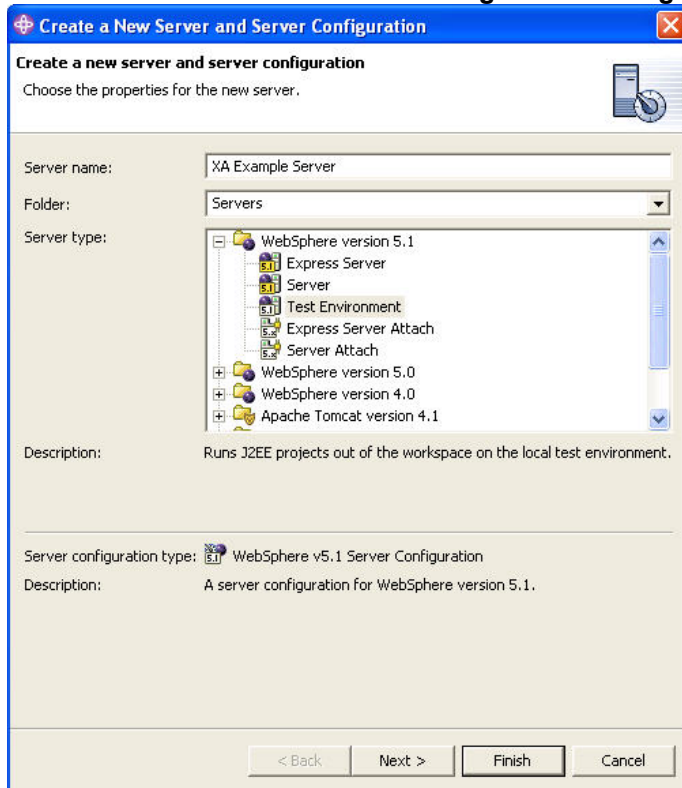 Create a New Server and Server Configuration
Create a new server and server configuration
Choose the properties for the new server.
Server name: XA Example Server
Folder: Servers
Server type: WebSphere version 5.1
Express Server
Server
Test Environment
Express Server Attach
Server Attach
WebSphere version 5.0
WebSphere version 4.0
Apache Tomcat version 4.1
Description: Runs J2EE projects out of the workspace on the local test environment.
Server configuration type: WebSphere v5.1 Server Configuration
Description: A server configuration for WebSphere version 5.1.
< Back Next > Finish Cancel